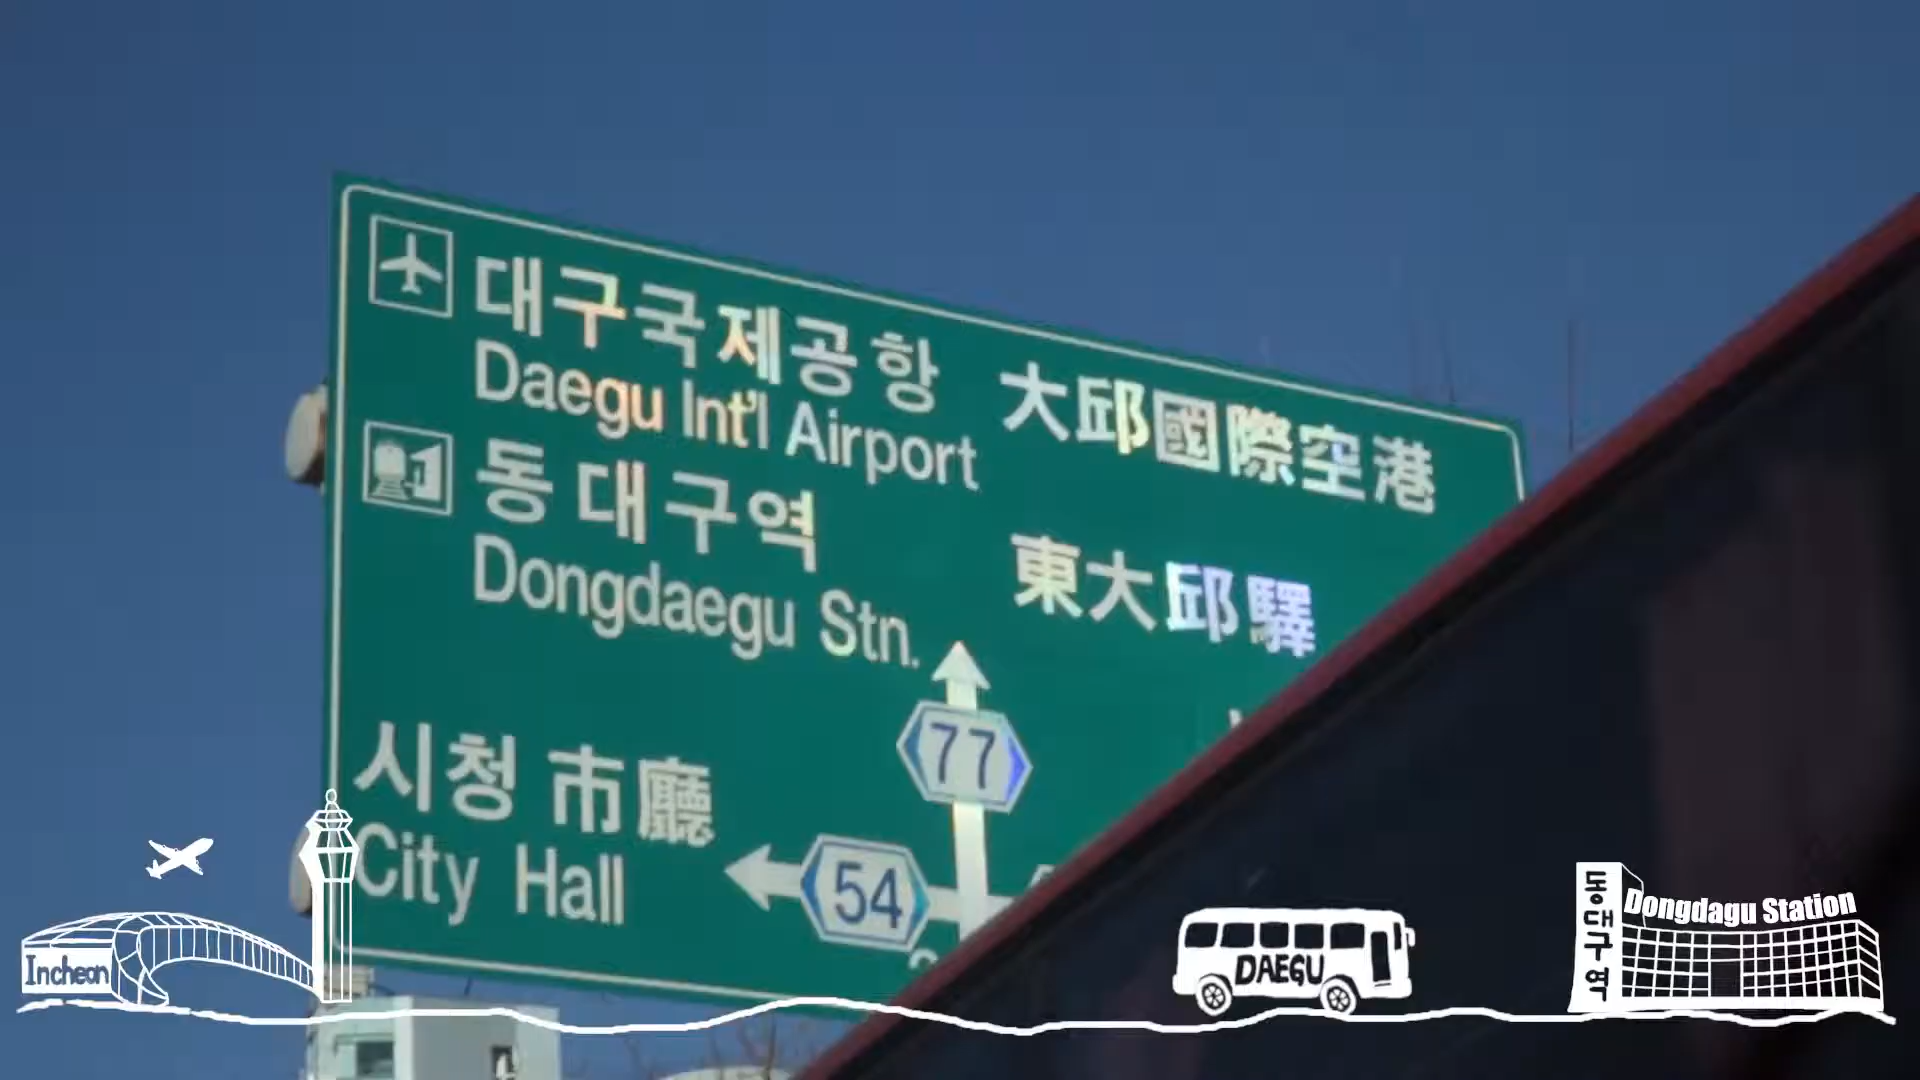 대구국제공항 大邱國際空港
Daegu Int'l Airport
동대구역 東大邱驛
Dongdaegu Stn.
77
시청 市廳
City Hall
54
Incheon
DAEGU
동대구역
Dongdagu Station